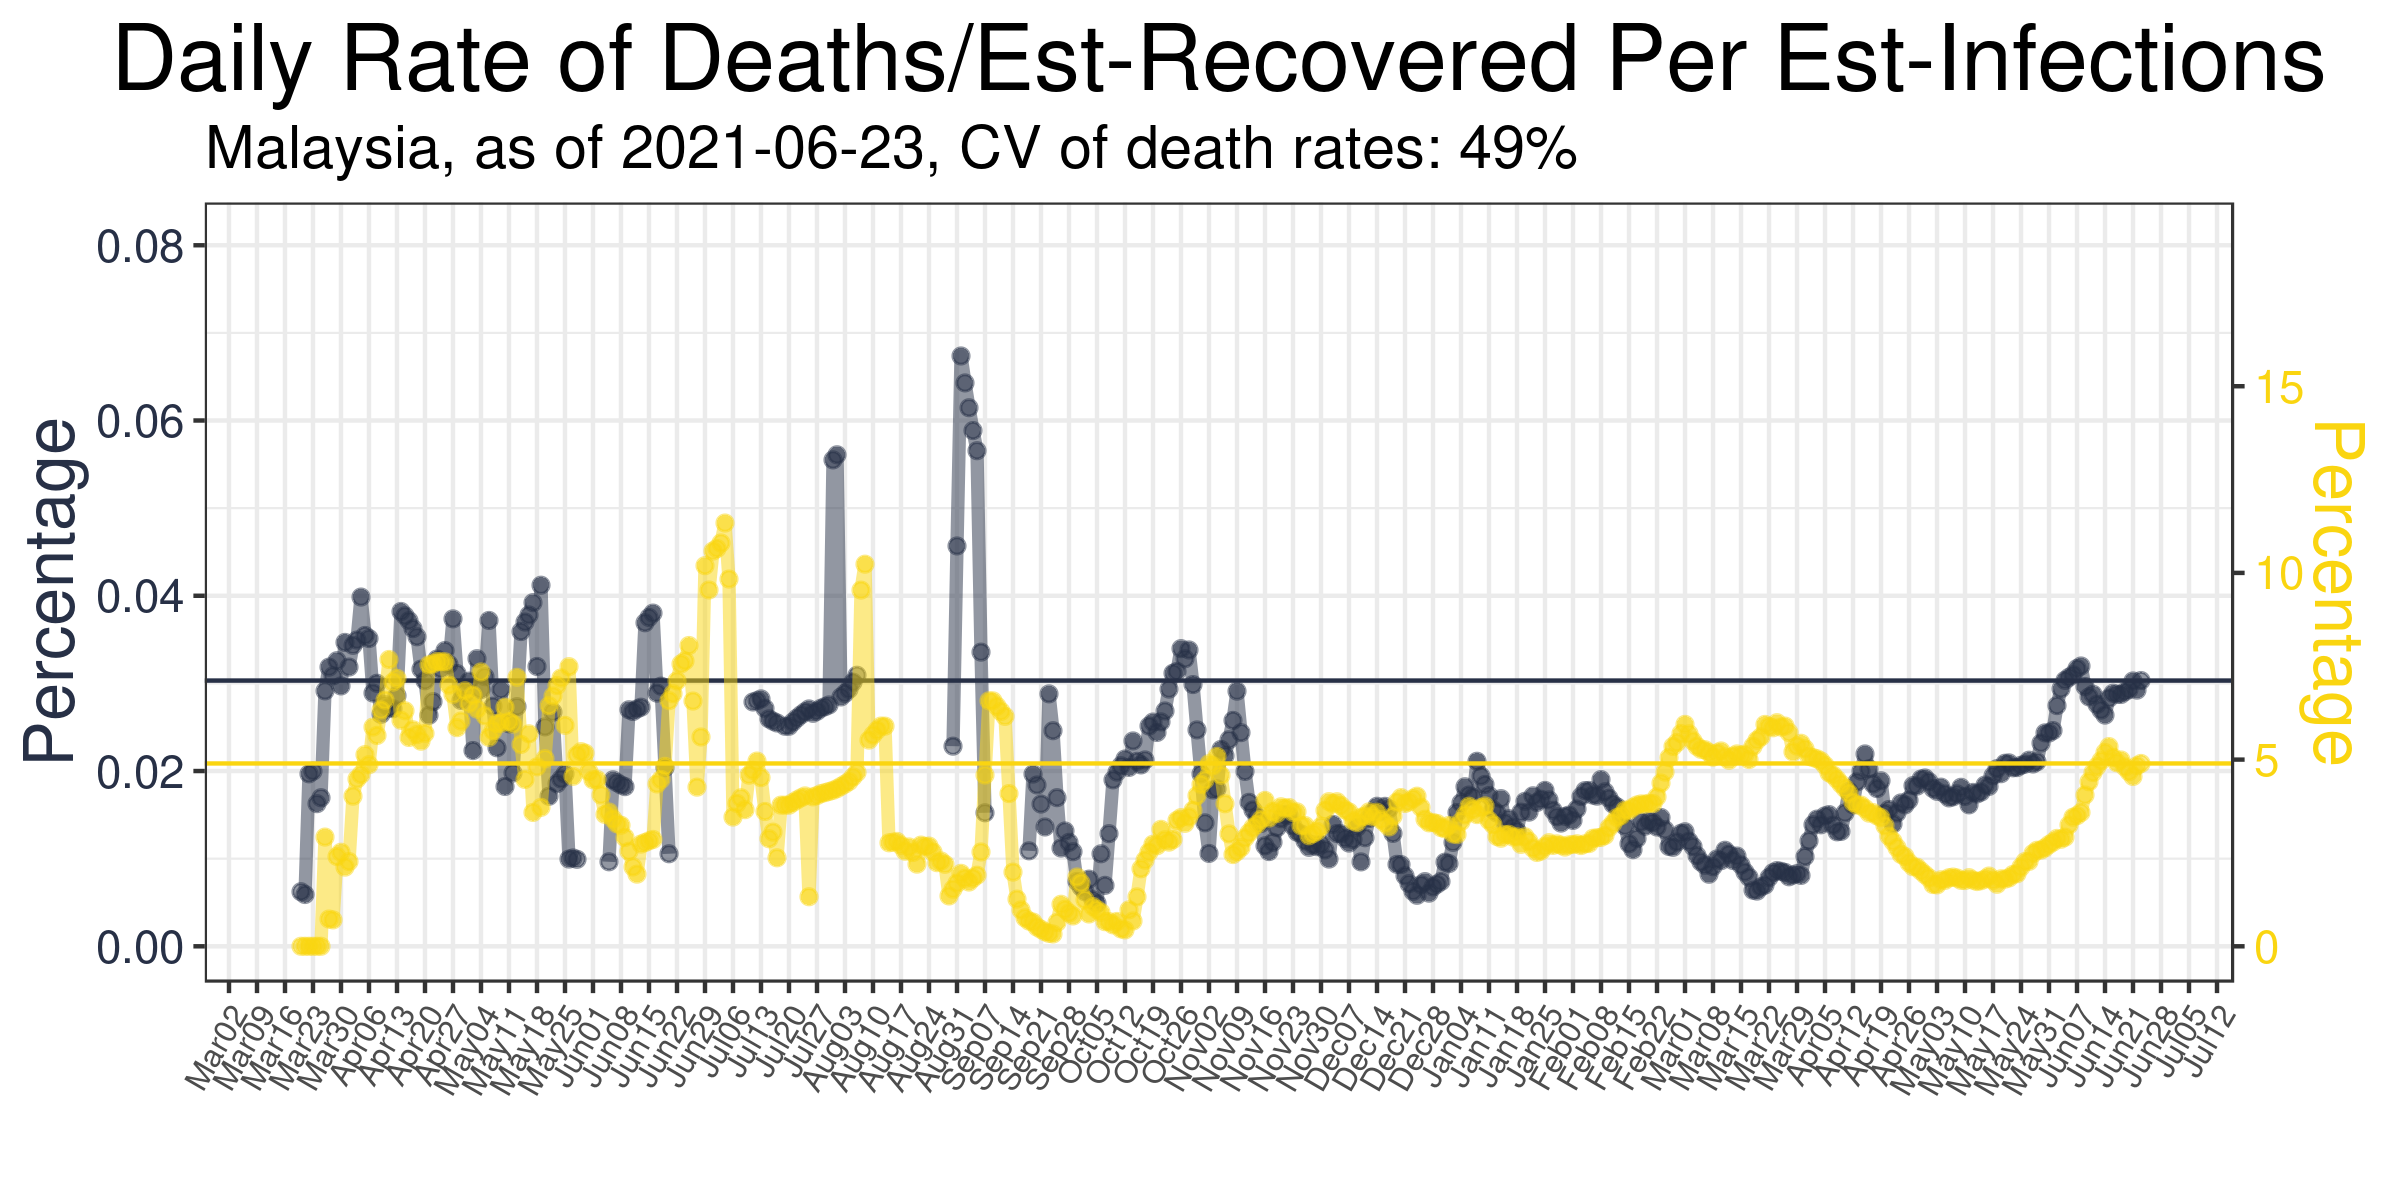 Daily Rate of Deaths/Est-Recovered Per Est-Infections
Malaysia, as of 2021-06-23, CV of death rates: 49%
Percentage
0.08
0.06
0.04
0.02
0.00
15
10
5
0
Percentage
Mar02
Mar09
Mar16
Mar23
Mar30
Apr06
Apr13
Apr20
Apr27
May04
May11
May18
May25
Jun01
Jun08
Jun15
Jun22
Jun29
Jul06
Jul13
Jul20
Jul27
Aug03
Aug10
Aug17
Aug24
Aug31
Sep07
Sep14
Sep21
Sep28
Oct05
Oct12
Oct19
Oct26
Nov02
Nov09
Nov16
Nov23
Nov30
Dec07
Dec14
Dec21
Dec28
Jan04
Jan11
Jan18
Jan25
Feb01
Feb08
Feb15
Feb22
Mar01
Mar08
Mar15
Mar22
Mar29
Apr05
Apr12
Apr19
Apr26
May03
May10
May17
May24
May31
Jun07
Jun14
Jun21
Jun28
Jul05
Jul12